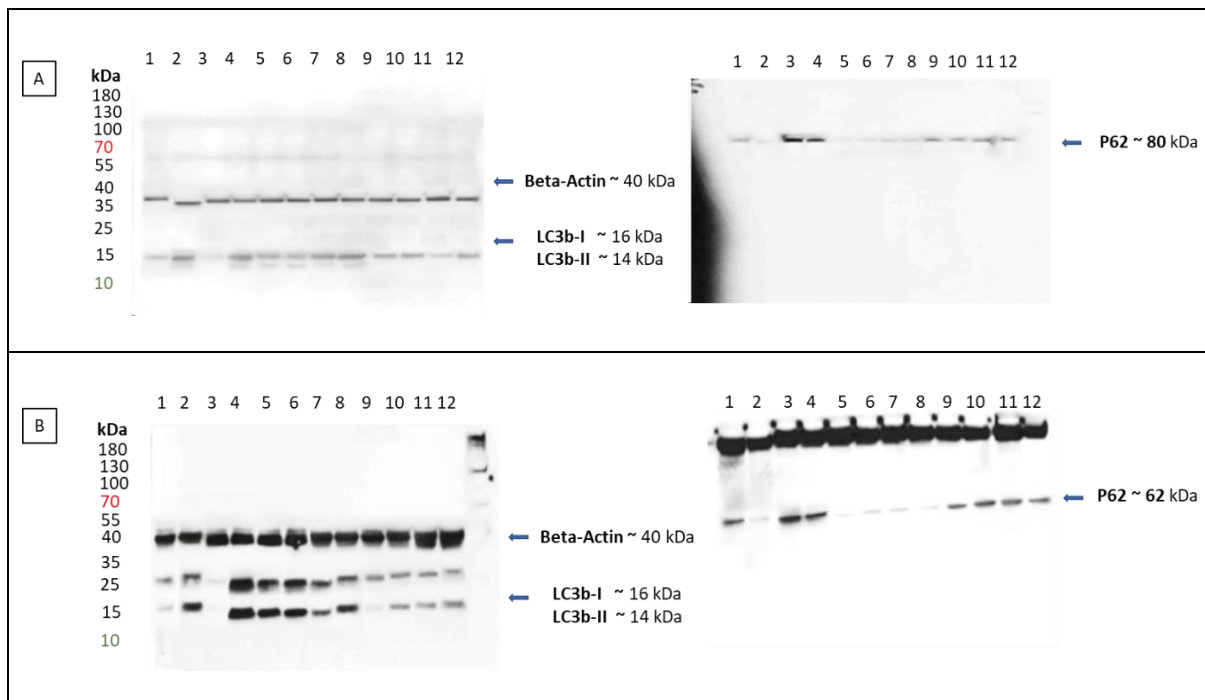 A
1 2 3 4 5 6 7 8 9 10 11 12
kDa
180
130
100
70
55
40
35
25
15
10
Beta-Actin ~ 40 kDa
LC3b-I ~ 16 kDa
LC3b-II ~ 14 kDa
1 2 3 4 5 6 7 8 9 10 11 12
P62 ~ 80 kDa
B
1 2 3 4 5 6 7 8 9 10 11 12
kDa
180
130
100
70
55
40
35
25
15
10
Beta-Actin ~ 40 kDa
LC3b-I ~ 16 kDa
LC3b-II ~ 14 kDa
1 2 3 4 5 6 7 8 9 10 11 12
P62 ~ 62 kDa